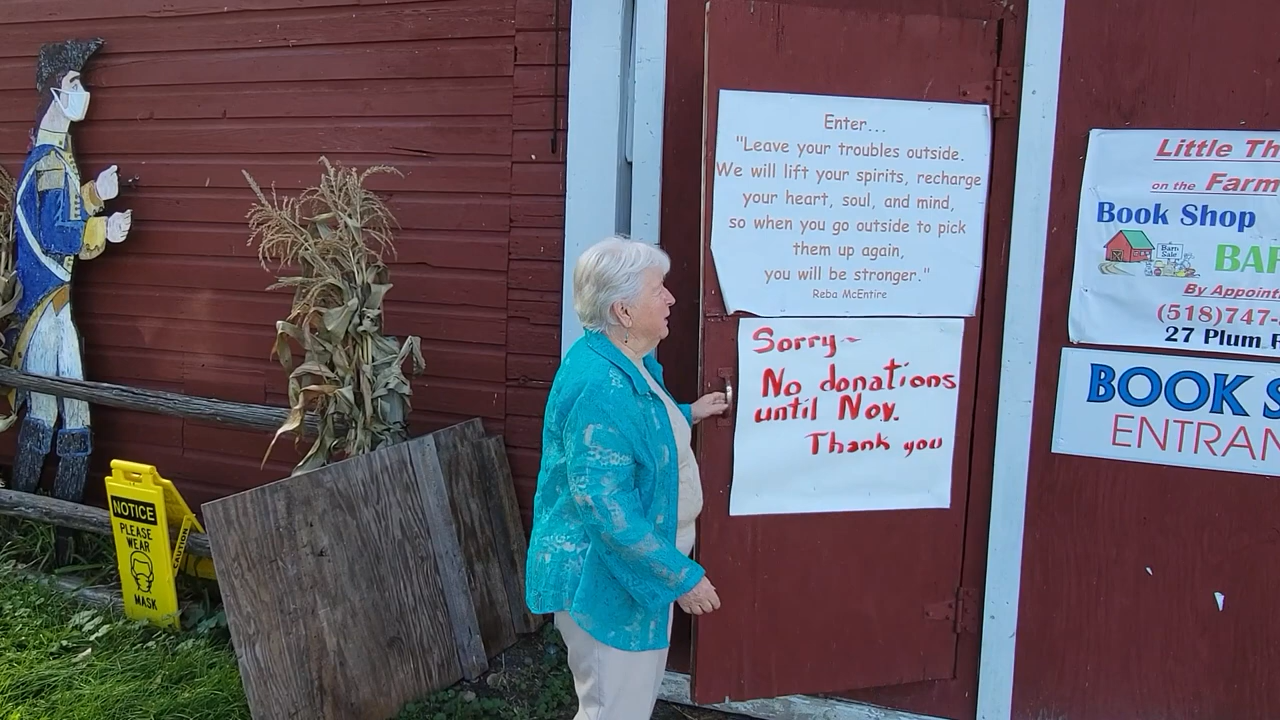 Enter...
"Leave your troubles outside.
We will lift your spirits, recharge
your heart, soul, and mind,
so when you go outside to pick
them up again,
you will be stronger."
Reba McEntire
Sorry~
No donations
until Nov.
Thank you
Little Th
on the Farm
Book Shop
Barn
Sale
BA
By Appoint
(518)747-
27 Plum
BOOK S
ENTRAN
NOTICE
PLEASE
WEAR
MASK
CAUTION